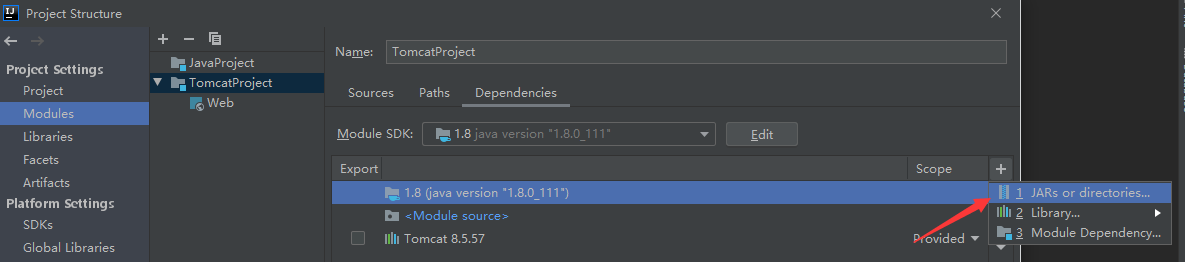 Project Structure
Project Settings
Project
Modules
Libraries
Facets
Artifacts
Platform Settings
SDKs
Global Libraries
JavaProject
TomcatProject
Web
Name: TomcatProject
Sources Paths Dependencies
Module SDK: 1.8 java version "1.8.0_111" Edit
Export Scope
1.8 (java version "1.8.0_111")
<Module source>
Tomcat 8.5.57 Provided
1 JARs or directories...
2 Library...
3 Module Dependency...